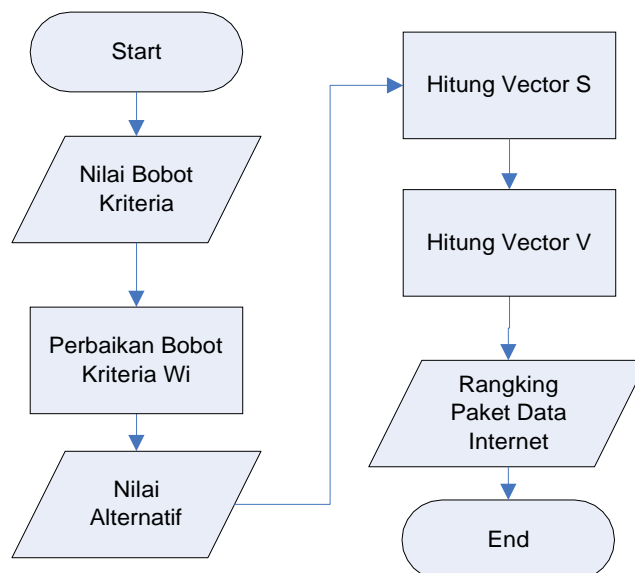 Start
Nilai Bobot
Kriteria
Perbaikan Bobot
Kriteria Wi
Nilai
Alternatif
Hitung Vector S
Hitung Vector V
Rangking
Paket Data
Internet
End